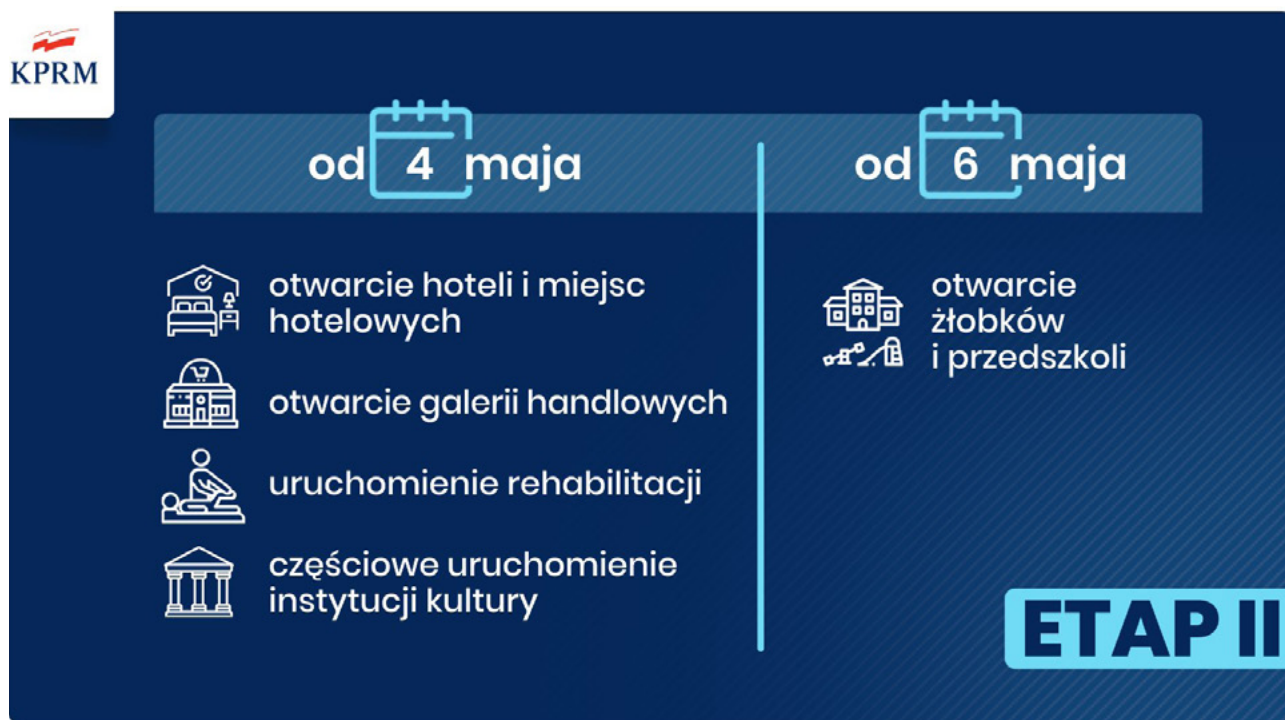 KPRM
od 4 maja
otwarcie hoteli i miejsc
hotelowych
otwarcie galerii handlowych
uruchomienie rehabilitacji
częściowe uruchomienie
instytucji kultury
od 6 maja
otwarcie
żłobków
i przedszkoli
ETAP II